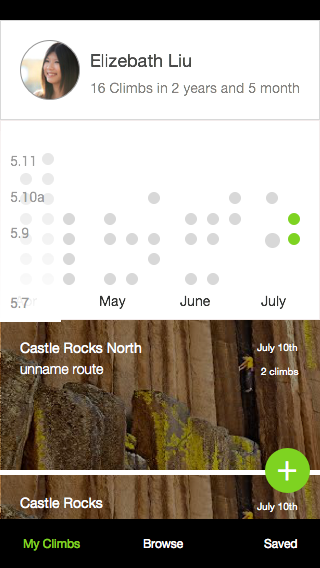 Elizebath Liu
16 Climbs in 2 years and 5 month
5.11
5.10a
5.9
5.7
May June July
Castle Rocks North July 10th
unname route 2 climbs
+
Castle Rocks July 10th
My Climbs Browse Saved